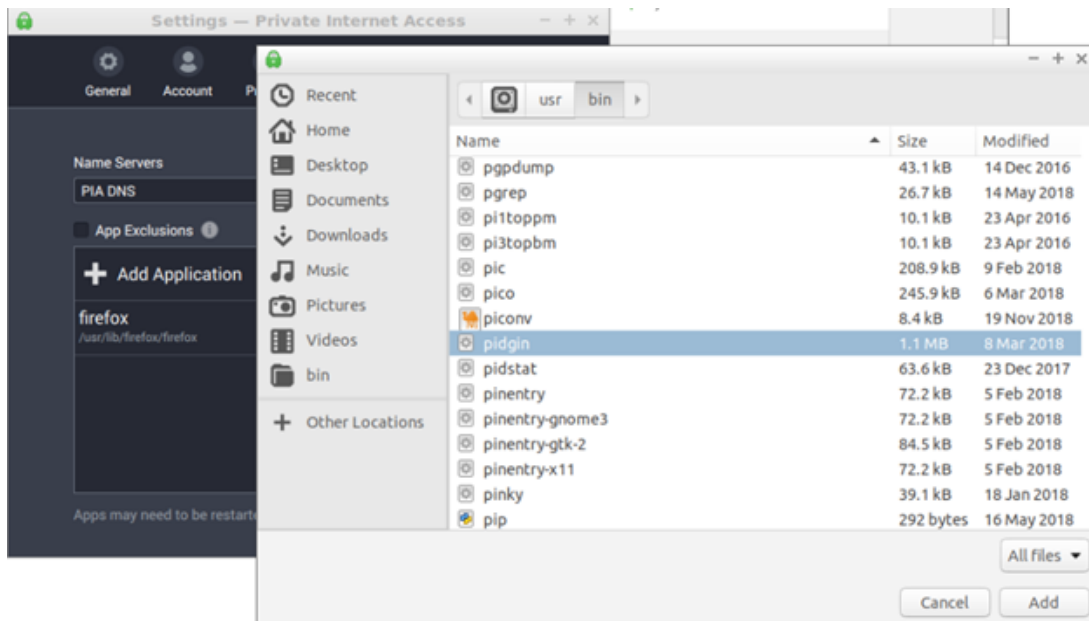 Settings — Private Internet Access
General
Account
Name Servers
PIA DNS
App Exclusions
Add Application
firefox
/usr/lib/firefox/firefox
Apps may need to be
Recent
Home
Desktop
Documents
Downloads
Music
Pictures
Videos
bin
Other Locations
usr bin
Name Size Modified
pgpdump 43.1 kB 14 Dec 2016
pgrep 26.7 kB 14 May 2018
pi1toppm 10.1 kB 23 Apr 2016
pi3topbm 10.1 kB 23 Apr 2016
pic 208.9 kB 9 Feb 2018
pico 245.9 kB 6 Mar 2018
piconv 8.4 kB 19 Nov 2018
pidgin 1.1 MB 8 Mar 2018
pidstat 63.6 kB 23 Dec 2017
pinentry 72.2 kB 5 Feb 2018
pinentry-gnome3 72.2 kB 5 Feb 2018
pinentry-gtk-2 84.5 kB 5 Feb 2018
pinentry-x11 72.2 kB 5 Feb 2018
pinky 39.1 kB 18 Jan 2018
pip 292 bytes 16 May 2018
All files
Cancel Add